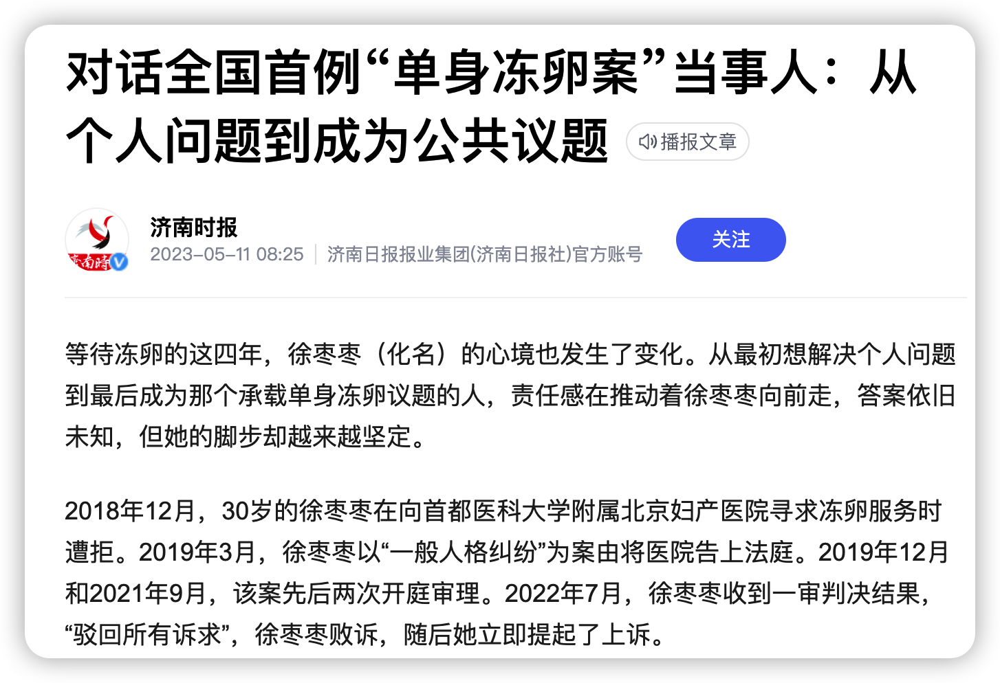 对话全国首例“单身冻卵案”当事人：从
个人问题到成为公共议题
播报文章
济南时报
2023-05-11 08:25
济南日报报业集团(济南日报社)官方账号
关注
濟南時
V
等待冻卵的这四年，徐枣枣（化名）的心境也发生了变化。从最初想解决个人问题
到最后成为那个承载单身冻卵议题的人，责任感在推动着徐枣枣向前走，答案依旧
未知，但她的脚步却越来越坚定。
2018年12月，30岁的徐枣枣在向首都医科大学附属北京妇产医院寻求冻卵服务时
遭拒。2019年3月，徐枣枣以“一般人格纠纷”为案由将医院告上法庭。2019年12月
和2021年9月，该案先后两次开庭审理。2022年7月，徐枣枣收到一审判决结果，
“驳回所有诉求”，徐枣枣败诉，随后她立即提起了上诉。